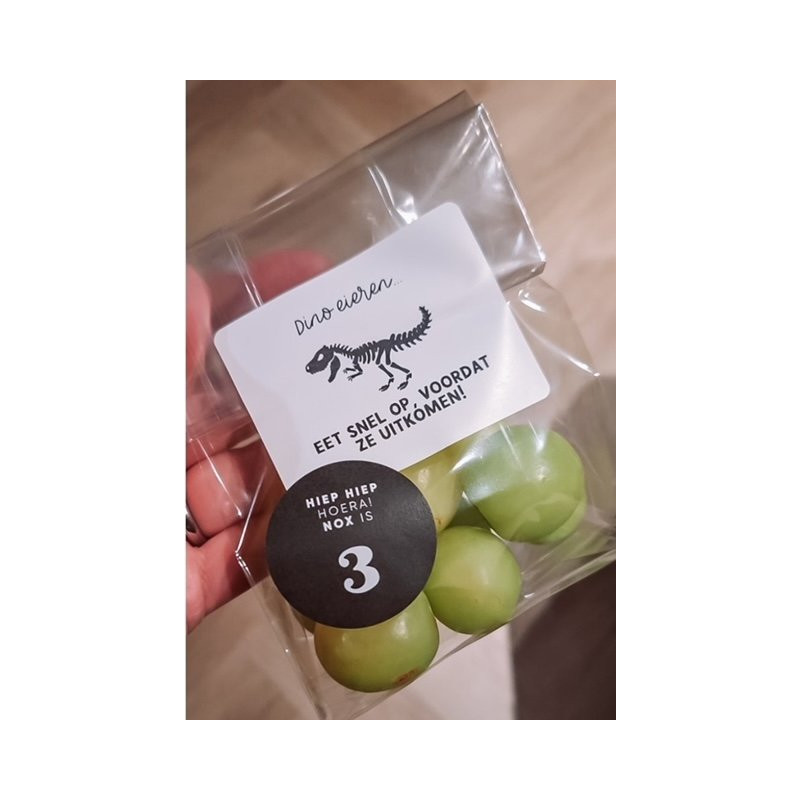 Dino eieren...
EET SNEL OP, VOORDAT
ZE UITKOMEN!
HIEP HIEP
HOERA!
NOX IS
3